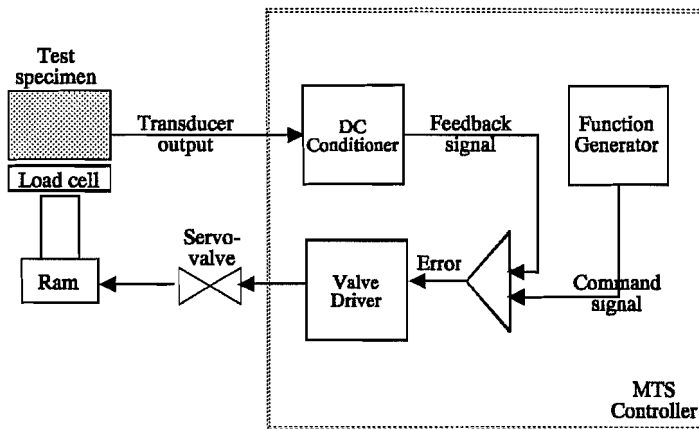 Test
specimen
Transducer
output
DC
Conditioner
Feedback
signal
Function
Generator
Load cell
Servo-
valve
Ram
Valve
Driver
Error
Command
signal
MTS
Controller